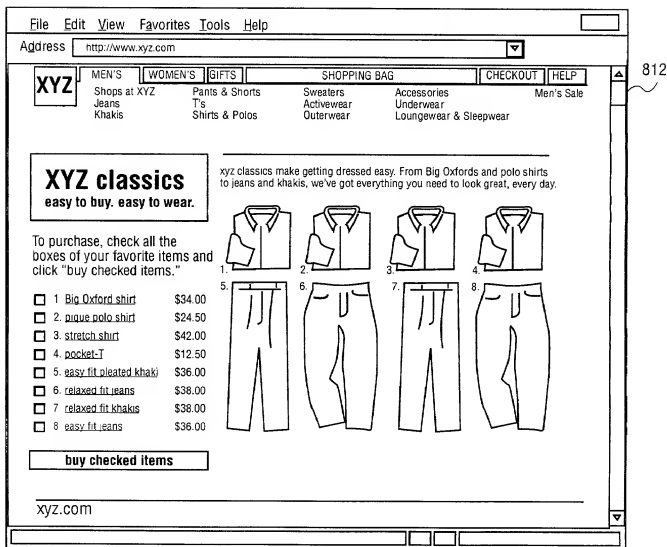 File Edit View Favorites Tools Help
Address http://www.xyz.com
812
XYZ MEN'S WOMEN'S GIFTS SHOPPING BAG CHECKOUT HELP
Shops at XYZ Pants & Shorts Sweaters Accessories Men's Sale
Jeans T's Activewear Underwear
Khakis Shirts & Polos Outerwear Loungewear & Sleepwear
XYZ classics
easy to buy. easy to wear.
xyz classics make getting dressed easy. From Big Oxfords and polo shirts
to jeans and khakis, we've got everything you need to look great, every day.
To purchase, check all the
boxes of your favorite items and
click "buy checked items."
1. 2. 3. 4.
5. 6. 7. 8.
1 Big Oxford shirt $34.00
2. pique polo shirt $24.50
3. stretch shirt $42.00
4. pocket-T $12.50
5. easy fit pleated khaki $36.00
6. relaxed fit jeans $38.00
7 relaxed fit khakis $38.00
8 easy fit jeans $36.00
buy checked items
xyz.com